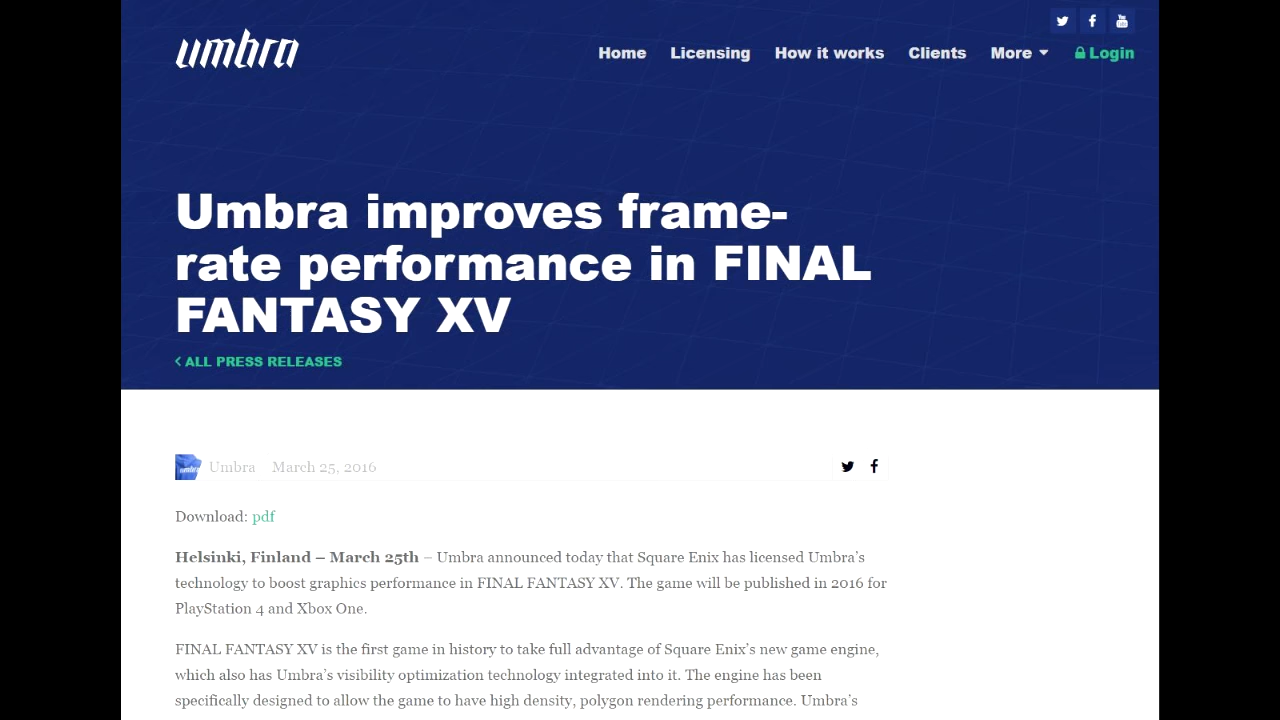 umbra
Home Licensing How it works Clients More Login
Umbra improves frame-
rate performance in FINAL
FANTASY XV
ALL PRESS RELEASES
Umbra March 25, 2016
Download: pdf
Helsinki, Finland – March 25th – Umbra announced today that Square Enix has licensed Umbra’s
technology to boost graphics performance in FINAL FANTASY XV. The game will be published in 2016 for
PlayStation 4 and Xbox One.
FINAL FANTASY XV is the first game in history to take full advantage of Square Enix’s new game engine,
which also has Umbra’s visibility optimization technology integrated into it. The engine has been
specifically designed to allow the game to have high density, polygon rendering performance. Umbra’s